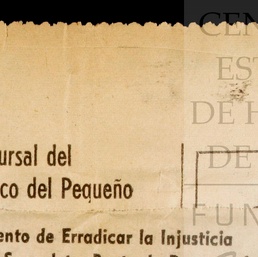 CEN
EST
DE H
DE
FUN
ursal del
co del Pequeño
ento de Erradicar la Injusticia